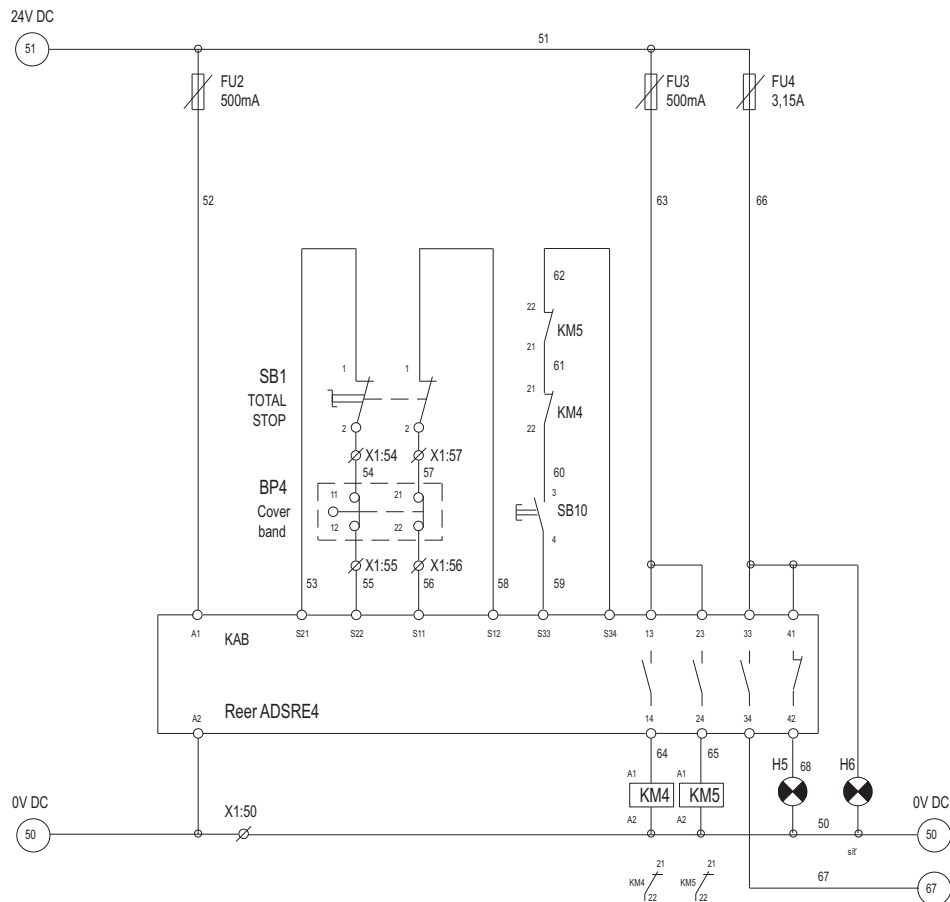 24V DC
51
51
FU2
500mA
FU3
500mA
FU4
3,15A
52
63
66
62
22
KM5
21
61
SB1
TOTAL
STOP
1
1
21
KM4
22
2
2
X1:54
X1:57
54
57
60
BP4
Cover
band
11
21
12
22
3
SB10
4
X1:55
X1:56
53
55
56
58
59
A1
KAB
S21
S22
S11
S12
S33
S34
13
23
33
41
Reer ADSRE4
A2
14
24
34
42
64
65
H5
68
H6
A1
KM4
A2
A1
KM5
A2
0V DC
50
X1:50
50
síť
0V DC
50
KM4
21
22
KM5
21
22
67
67